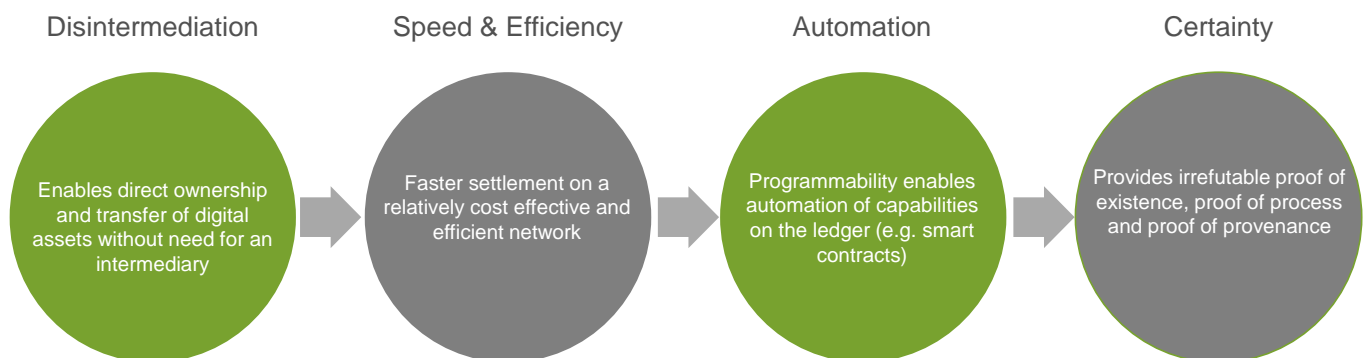 Disintermediation
Speed & Efficiency
Automation
Certainty
Enables direct ownership
and transfer of digital
assets without need for an
intermediary
Faster settlement on a
relatively cost effective and
efficient network
Programmability enables
automation of capabilities
on the ledger (e.g. smart
contracts)
Provides irrefutable proof of
existence, proof of process
and proof of provenance